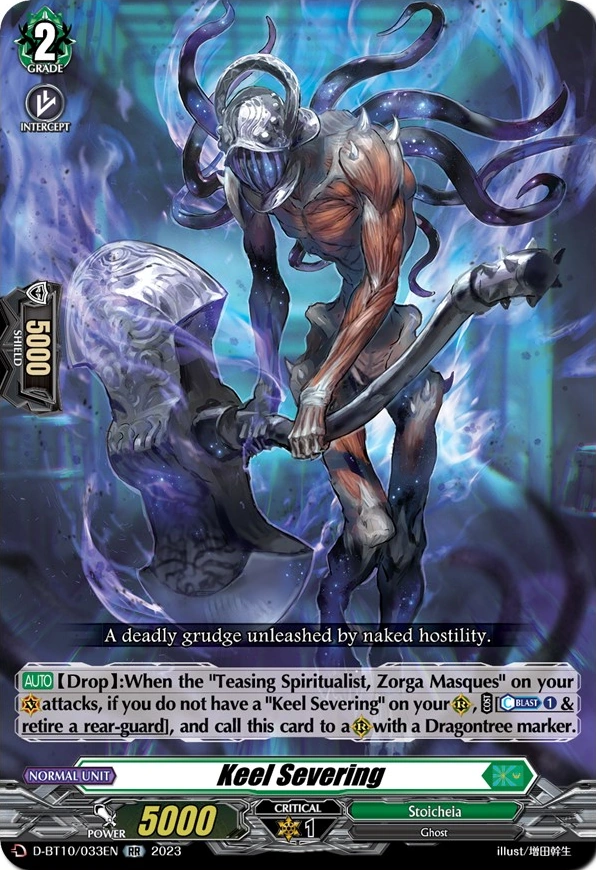 2
GRADE
INTERCEPT
5000
SHIELD
A deadly grudge unleashed by naked hostility.
AUTO【Drop】:When the "Teasing Spiritualist, Zorga Masques" on your
Ⓥ attacks, if you do not have a "Keel Severing" on your Ⓡ, COST [C BLAST 1 &
retire a rear-guard], and call this card to a Ⓡ with a Dragontree marker.
NORMAL UNIT
Keel Severing
POWER 5000
CRITICAL
1
Stoicheia
Ghost
D-BT10/033EN RR 2023
illust/増田幹生